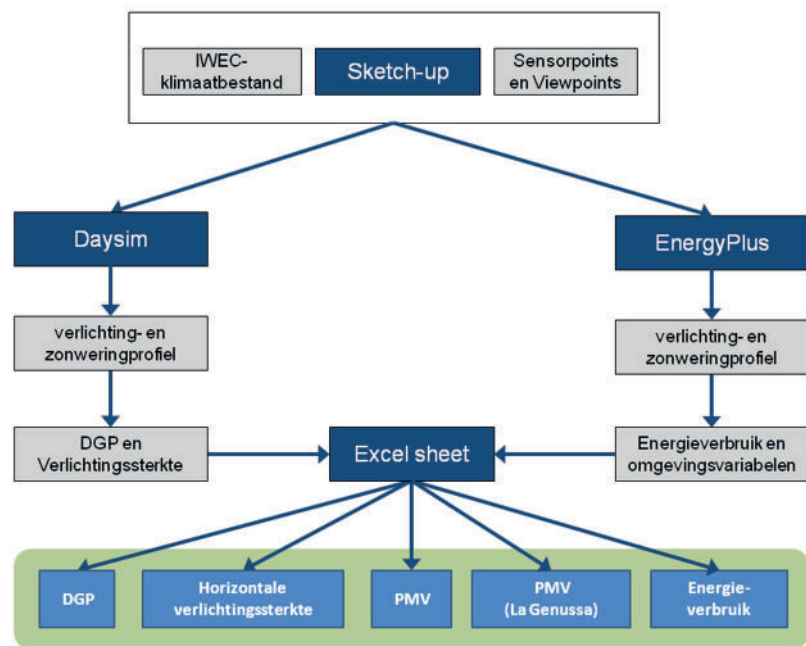 IWEC-
klimaatbestand
Sketch-up
Sensorpoints
en Viewpoints
Daysim
EnergyPlus
verlichting- en
zonweringprofiel
verlichting- en
zonweringprofiel
DGP en
Verlichtingssterkte
Excel sheet
Energieverbruik en
omgevingsvariabelen
DGP
Horizontale
verlichtingssterkte
PMV
PMV
(La Genussa)
Energie-
verbruik